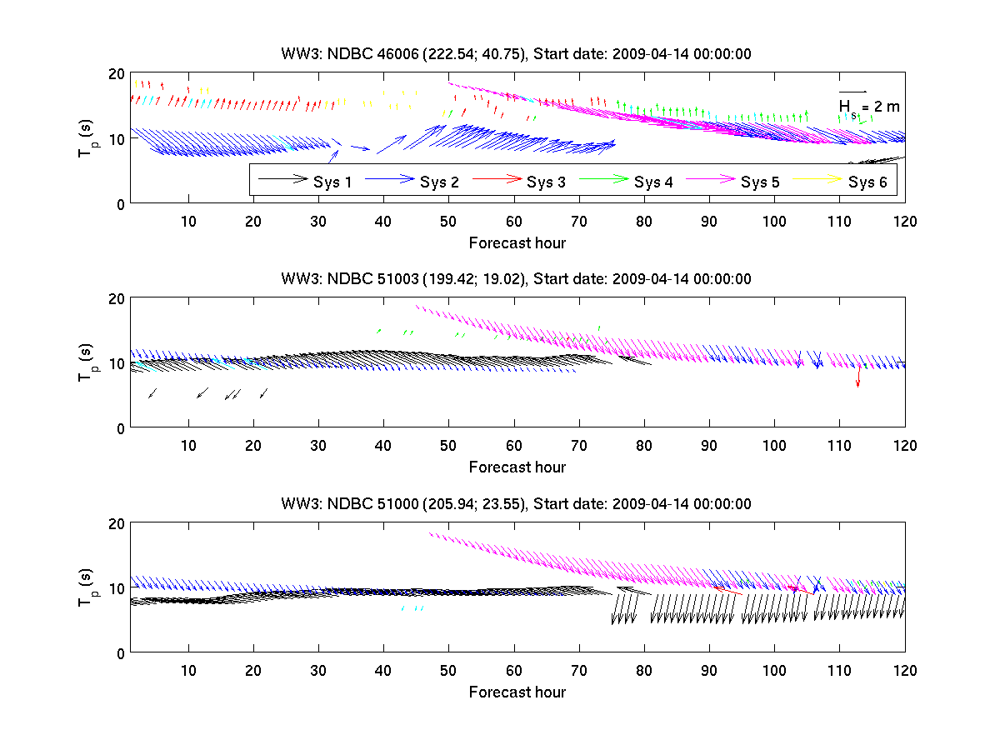 WW3: NDBC 46006 (222.54; 40.75), Start date: 2009-04-14 00:00:00
20
10
0
Tp (s)
Hs = 2 m
Sys 1 Sys 2 Sys 3 Sys 4 Sys 5 Sys 6
10 20 30 40 50 60 70 80 90 100 110 120
Forecast hour
WW3: NDBC 51003 (199.42; 19.02), Start date: 2009-04-14 00:00:00
20
10
0
Tp (s)
10 20 30 40 50 60 70 80 90 100 110 120
Forecast hour
WW3: NDBC 51000 (205.94; 23.55), Start date: 2009-04-14 00:00:00
20
10
0
Tp (s)
10 20 30 40 50 60 70 80 90 100 110 120
Forecast hour